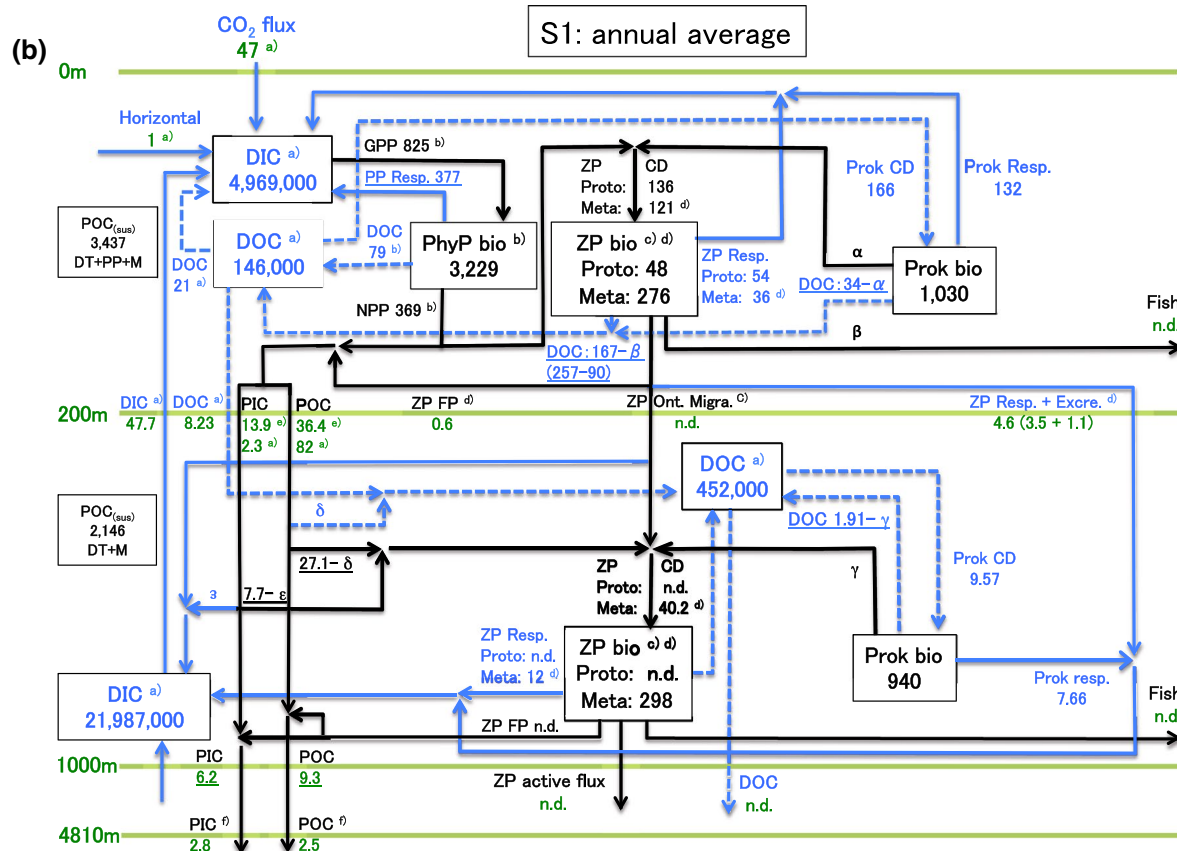 (b)
CO2 flux
47 a)
S1: annual average
0m
Horizontal
1 a)
DIC a)
4,969,000
GPP 825 b)
PP Resp. 377
ZP CD
Proto: 136
Meta: 121 d)
Prok CD
166
Prok Resp.
132
POC(sus)
3,437
DT+PP+M
DOC a)
146,000
DOC
79 b)
PhyP bio b)
3,229
ZP bio c) d)
Proto: 48
Meta: 276
ZP Resp.
Proto: 54
Meta: 36 d)
α
Prok bio
1,030
DOC
21 a)
DOC:34-α
NPP 369 b)
β
Fish
n.d.
DOC:167-β
(257-90)
200m
DIC a)
47.7
DOC a)
8.23
PIC
13.9 e)
2.3 a)
POC
36.4 e)
82 a)
ZP FP d)
0.6
ZP Ont. Migra. C)
n.d.
ZP Resp. + Excre. d)
4.6 (3.5 + 1.1)
DOC a)
452,000
POC(sus)
2,146
DT+M
δ
DOC 1.91-γ
Prok CD
9.57
27.1-δ
ZP CD
Proto: n.d.
Meta: 40.2 d)
γ
ε
7.7-ε
ZP Resp.
Proto: n.d.
Meta: 12 d)
ZP bio c) d)
Proto: n.d.
Meta: 298
Prok bio
940
Prok resp.
7.66
DIC a)
21,987,000
ZP FP n.d.
Fish
n.d.
1000m
PIC
6.2
POC
9.3
ZP active flux
n.d.
DOC
n.d.
4810m
PIC f)
2.8
POC f)
2.5